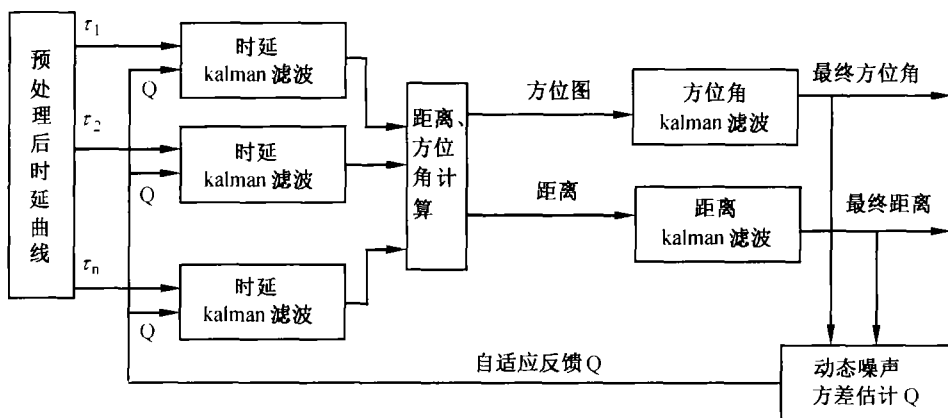 预处理后时延曲线
τ1
Q
时延
kalman 滤波
τ2
Q
时延
kalman 滤波
τn
Q
时延
kalman 滤波
距离、
方位
角计
算
方位图
方位角
kalman 滤波
最终方位角
距离
距离
kalman 滤波
最终距离
自适应反馈 Q
动态噪声
方差估计 Q